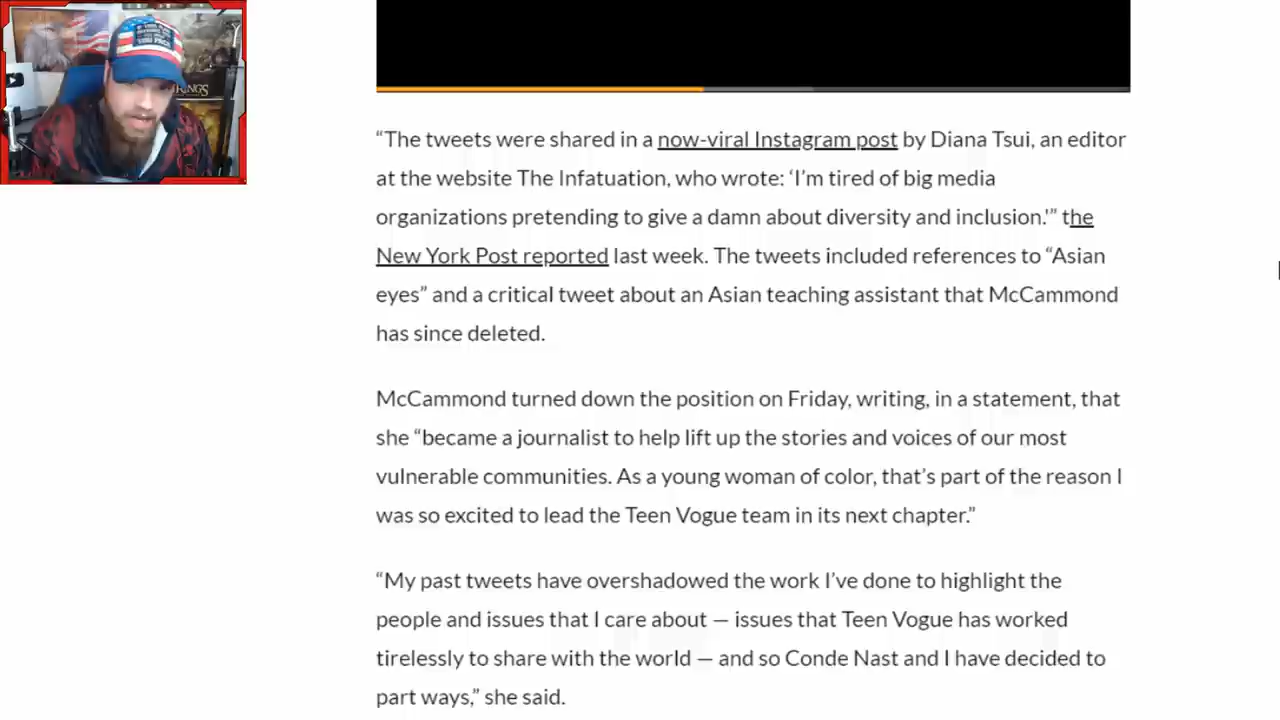 “The tweets were shared in a now-viral Instagram post by Diana Tsui, an editor
at the website The Infatuation, who wrote: ‘I’m tired of big media
organizations pretending to give a damn about diversity and inclusion.'” the
New York Post reported last week. The tweets included references to “Asian
eyes” and a critical tweet about an Asian teaching assistant that McCammond
has since deleted.
McCammond turned down the position on Friday, writing, in a statement, that
she “became a journalist to help lift up the stories and voices of our most
vulnerable communities. As a young woman of color, that’s part of the reason I
was so excited to lead the Teen Vogue team in its next chapter.”
“My past tweets have overshadowed the work I’ve done to highlight the
people and issues that I care about — issues that Teen Vogue has worked
tirelessly to share with the world — and so Conde Nast and I have decided to
part ways,” she said.